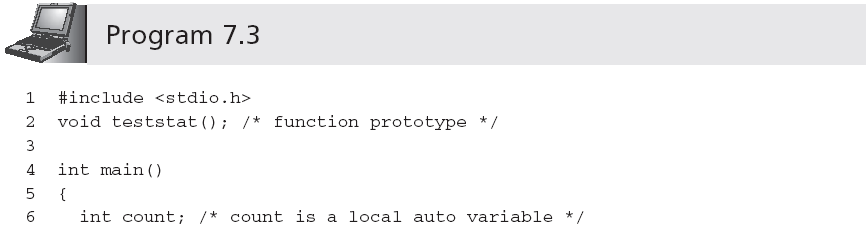 Program 7.3
1 #include <stdio.h>
2 void teststat(); /* function prototype */
3
4 int main()
5 {
6 int count; /* count is a local auto variable */